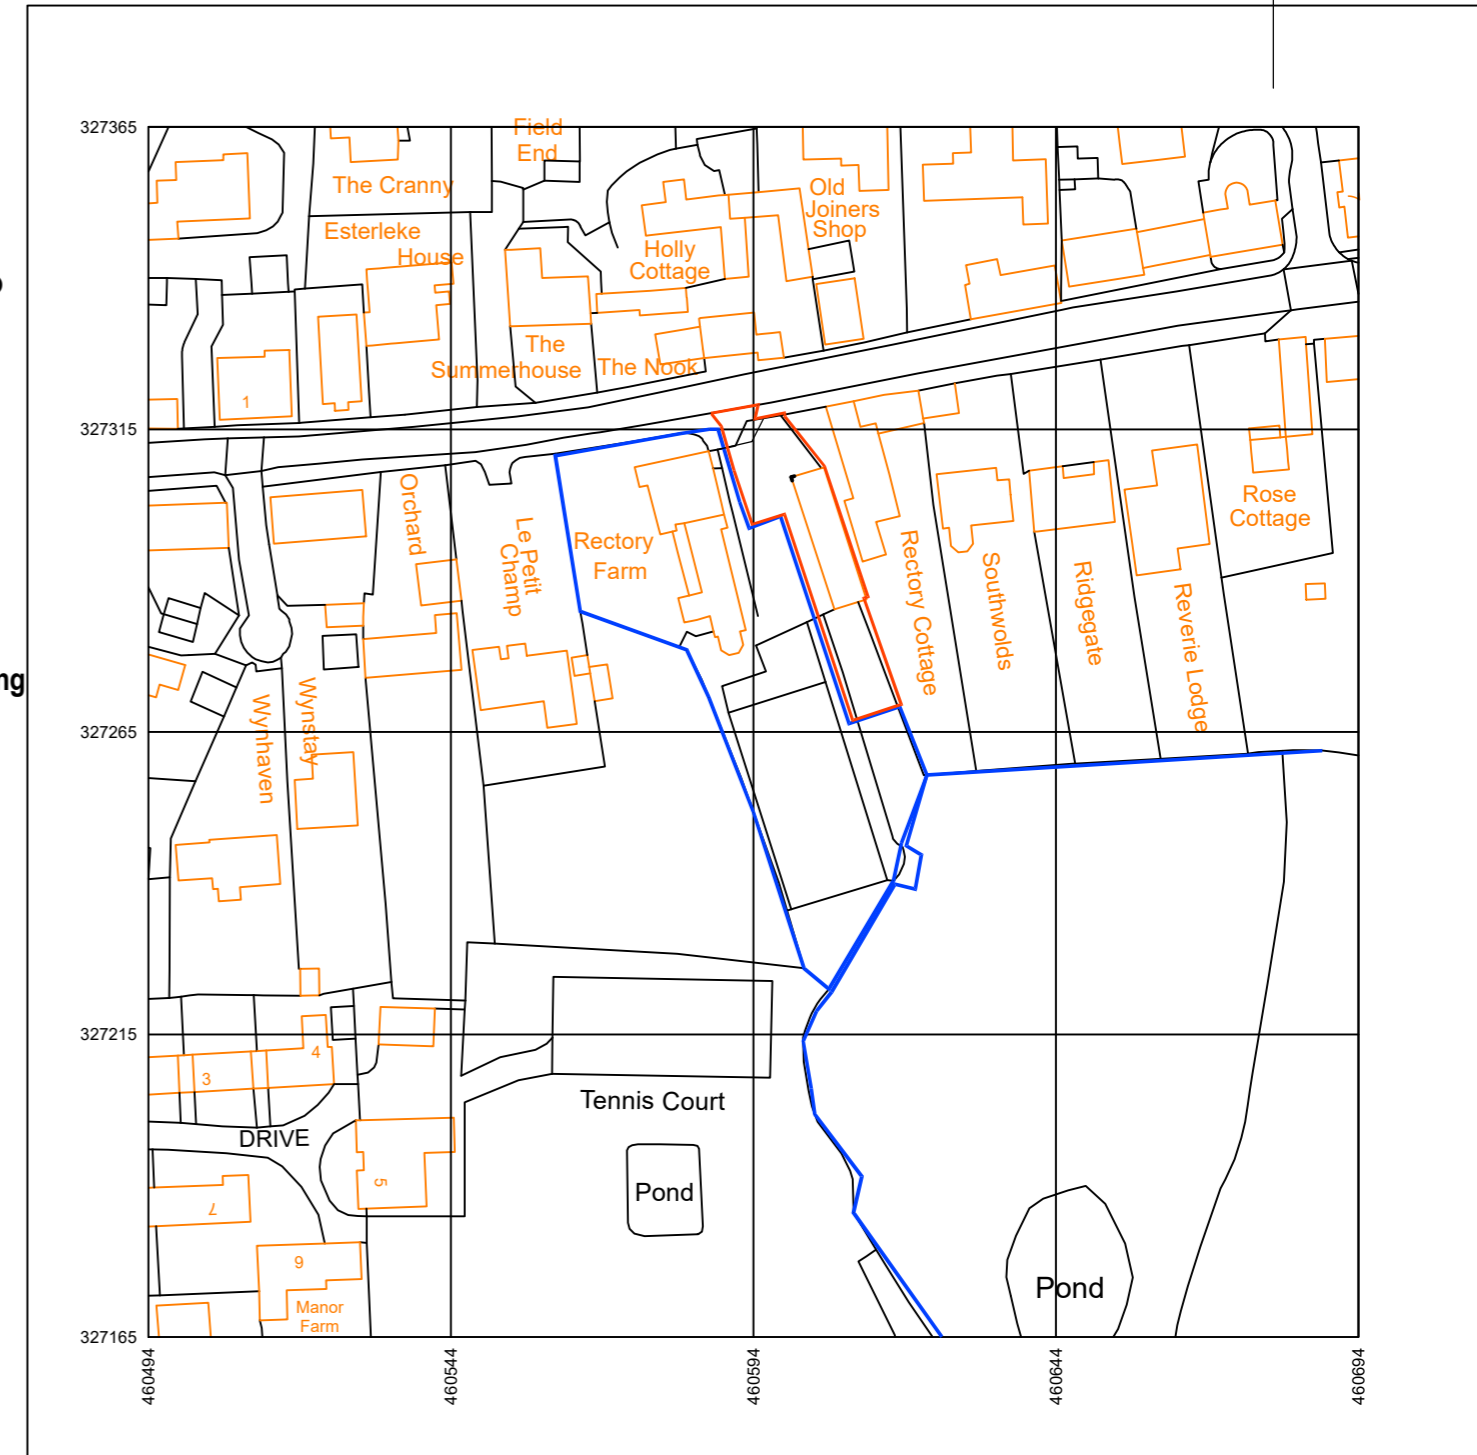 327365
327315
327265
327215
327165
460494
460544
460594
460644
460694
Field
End
The Cranny
Esterleke
House
Holly
Cottage
Old
Joiners
Shop
The
Summerhouse
The Nook
1
Orchard
Le Petit
Champ
Rectory
Farm
Rectory Cottage
Southwolds
Ridgegate
Reverie Lodge
Rose
Cottage
ng
Wynhaven
Wynstay
4
3
DRIVE
5
7
9
Manor
Farm
Tennis Court
Pond
Pond